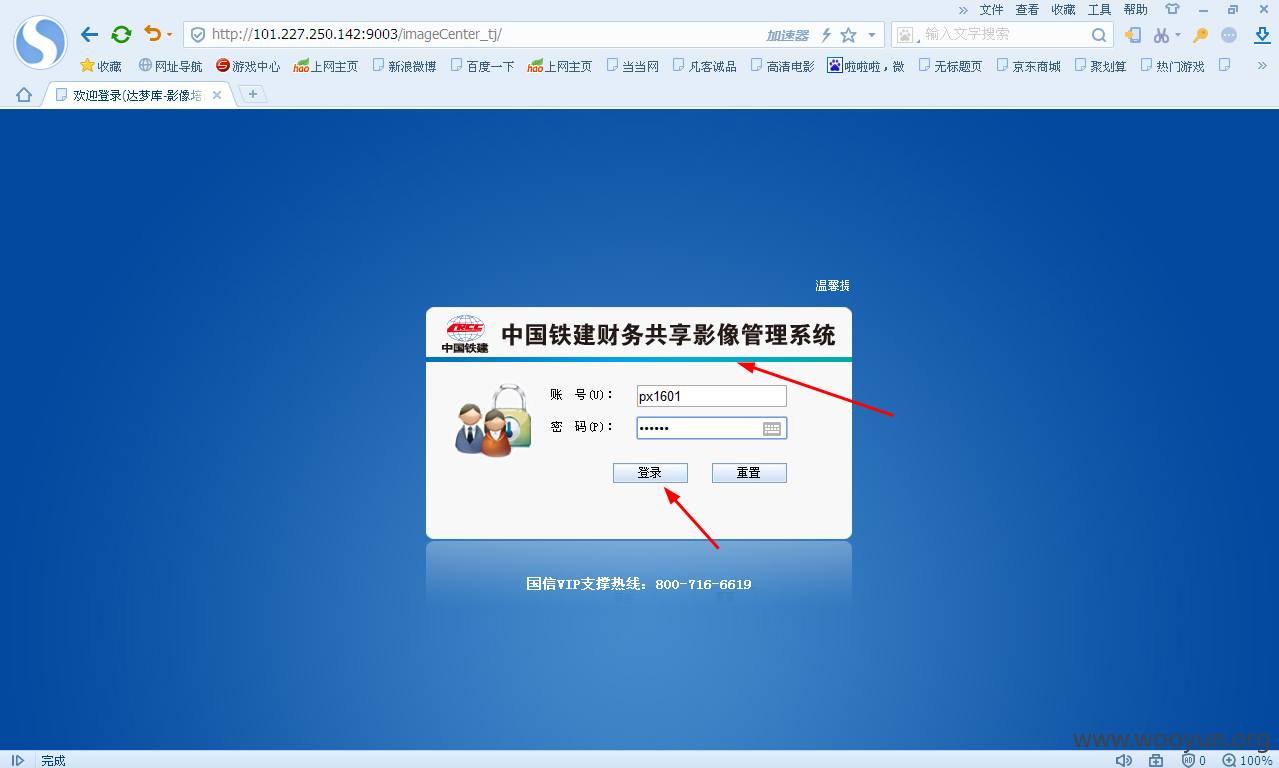 » 文件 查看 收藏 工具 帮助
http://101.227.250.142:9003/imageCenter_tj/ 加速器 输入文字搜索
收藏 网址导航 游戏中心 hao上网主页 新浪微博 百度一下 hao上网主页 当当网 凡客诚品 高清电影 啦啦啦，微 无标题页 京东商城 聚划算 热门游戏 »
欢迎登录(达梦库-影像培
温馨提
CRCC
中国铁建
中国铁建财务共享影像管理系统
账 号(U)： px1601
密 码(P)： ••••••
登录 重置
国信VIP支撑热线：800-716-6619
www.wooyun.org
完成 0 100%